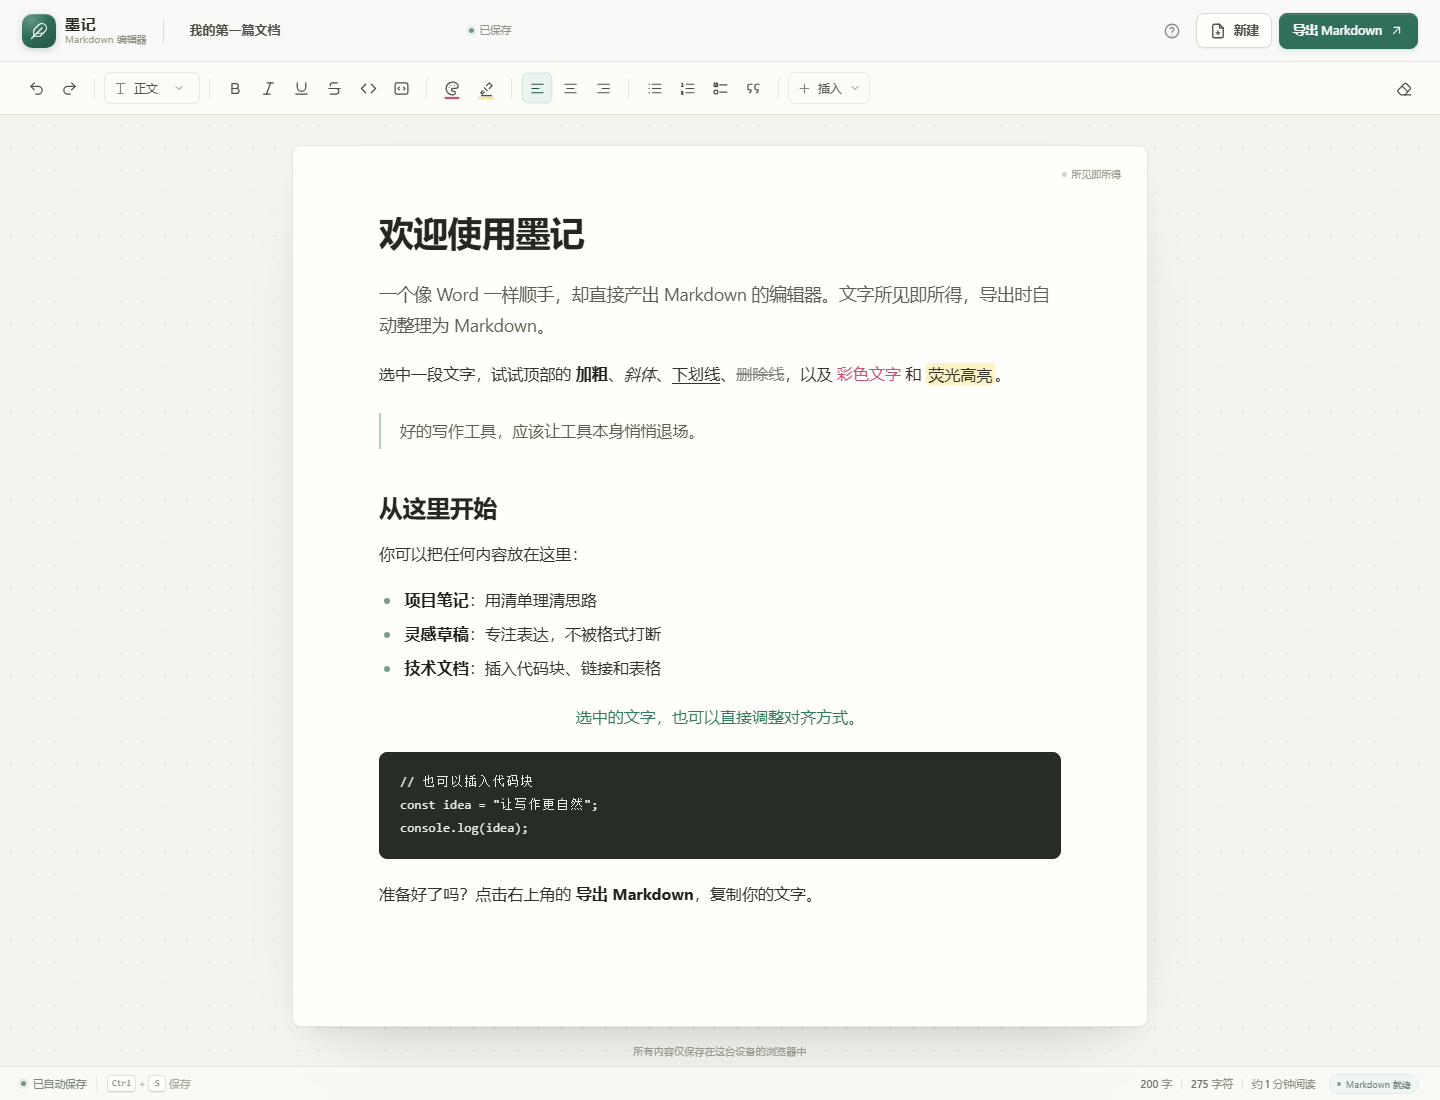 墨记
Markdown 编辑器
我的第一篇文档
已保存
新建
导出 Markdown
正文
插入
所见即所得
欢迎使用墨记
一个像 Word 一样顺手，却直接产出 Markdown 的编辑器。文字所见即所得，导出时自
动整理为 Markdown。
选中一段文字，试试顶部的 加粗、斜体、下划线、删除线，以及 彩色文字 和 荧光高亮。
好的写作工具，应该让工具本身悄悄退场。
从这里开始
你可以把任何内容放在这里：
项目笔记：用清单理清思路
灵感草稿：专注表达，不被格式打断
技术文档：插入代码块、链接和表格
选中的文字，也可以直接调整对齐方式。
// 也可以插入代码块
const idea = "让写作更自然";
console.log(idea);
准备好了吗？点击右上角的 导出 Markdown，复制你的文字。
所有内容仅保存在这台设备的浏览器中
已自动保存 Ctrl + S 保存
200 字 275 字符 约 1 分钟阅读 Markdown 就绪